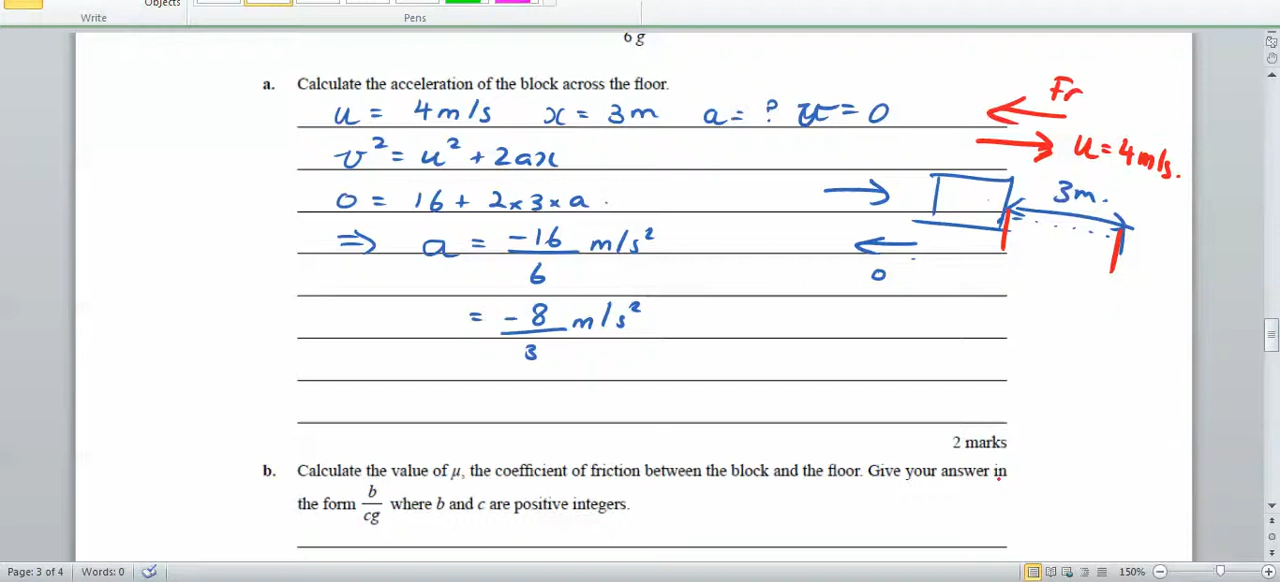 Objects
Write
Pens
6 g
a. Calculate the acceleration of the block across the floor.
u = 4m/s x = 3m a = ? v = 0
v² = u² + 2ax
0 = 16 + 2×3×a
⇒ a = -16/6 m/s²
= -8/3 m/s²
Fr
u = 4m/s.
3m.
0
2 marks
b. Calculate the value of μ, the coefficient of friction between the block and the floor. Give your answer in
the form b/cg where b and c are positive integers.
Page: 3 of 4 Words: 0 150%